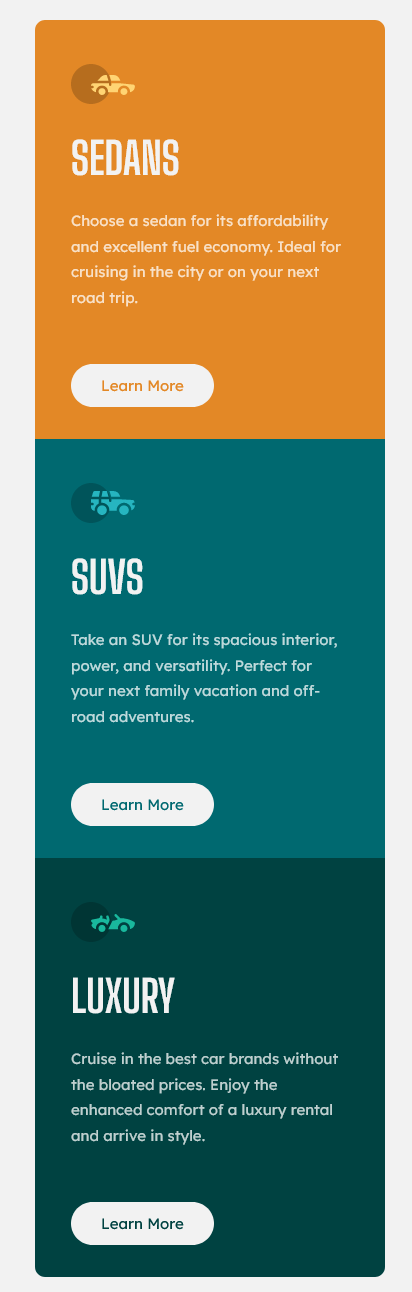 SEDANS
Choose a sedan for its affordability
and excellent fuel economy. Ideal for
cruising in the city or on your next
road trip.
Learn More
SUVS
Take an SUV for its spacious interior,
power, and versatility. Perfect for
your next family vacation and off-
road adventures.
Learn More
LUXURY
Cruise in the best car brands without
the bloated prices. Enjoy the
enhanced comfort of a luxury rental
and arrive in style.
Learn More